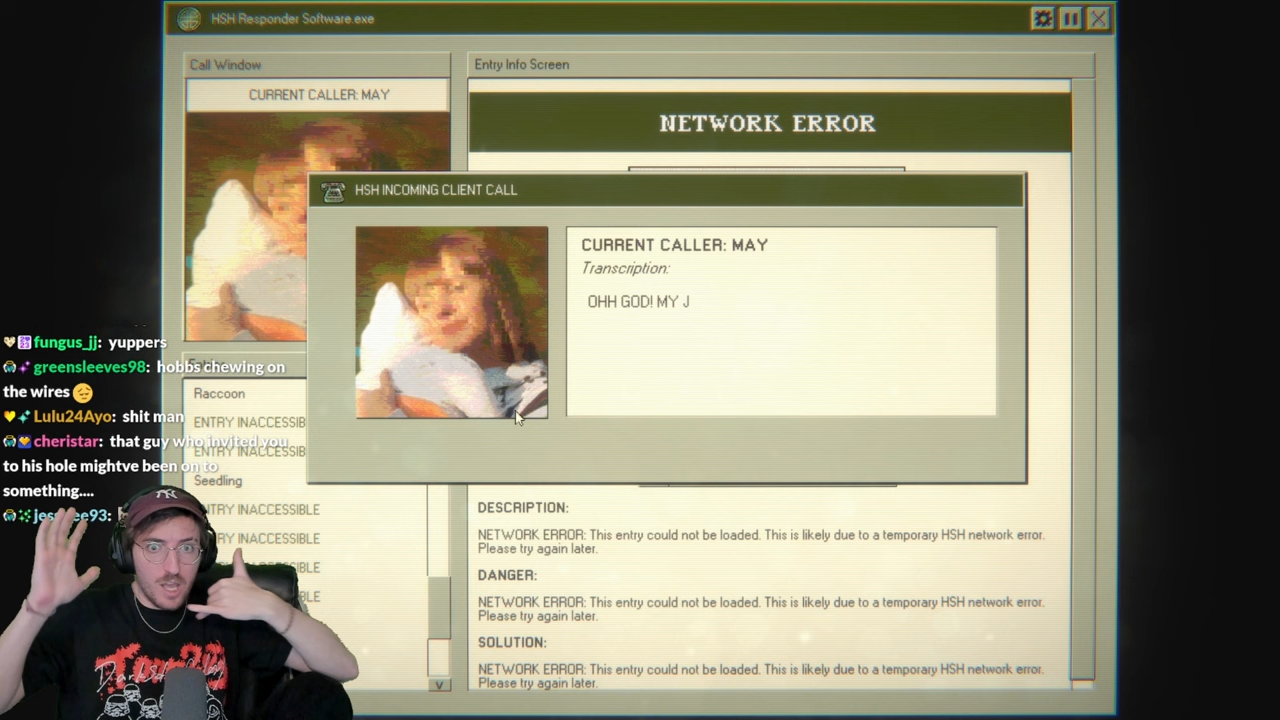 HSH Responder Software.exe
Call Window
CURRENT CALLER: MAY
Entry Info Screen
NETWORK ERROR
HSH INCOMING CLIENT CALL
CURRENT CALLER: MAY
Transcription:
OHH GOD! MY J
fungus_jj: yuppers
greensleeves98: hobbs chewing on
the wires
Lulu24Ayo: shit man
cheristar: that guy who invited you
to his hole mightve been on to
something....
Raccoon
ENTRY INACCESSIB
ENTRY INACCESSIB
Seedling
ENTRY INACCESSIBLE
ENTRY INACCESSIBLE
DESCRIPTION:
NETWORK ERROR: This entry could not be loaded. This is likely due to a temporary HSH network error.
Please try again later.
DANGER:
NETWORK ERROR: This entry could not be loaded. This is likely due to a temporary HSH network error.
Please try again later.
SOLUTION:
NETWORK ERROR: This entry could not be loaded. This is likely due to a temporary HSH network error.
Please try again later.